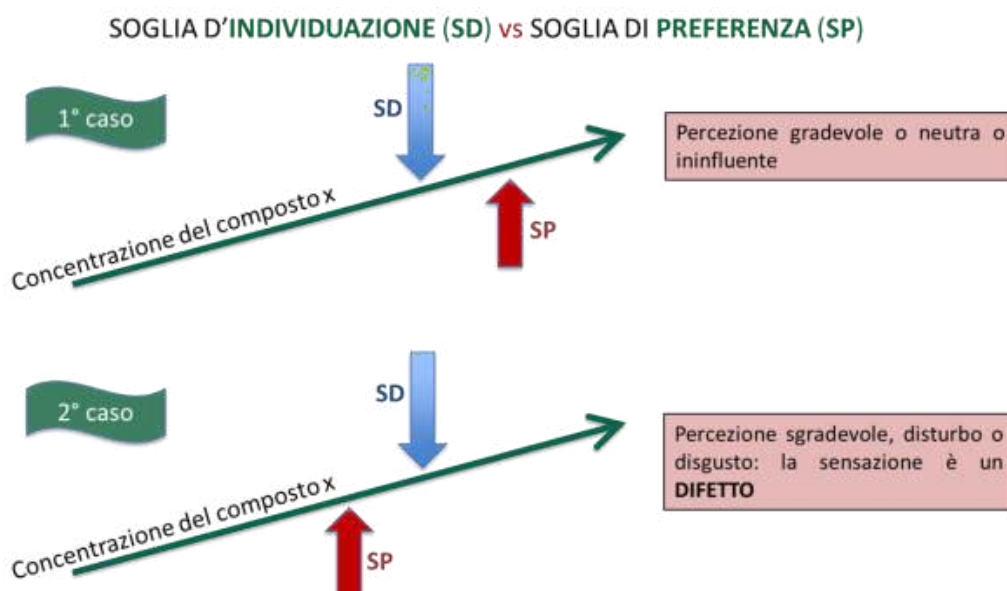 SOGLIA D'INDIVIDUAZIONE (SD) vs SOGLIA DI PREFERENZA (SP)
1° caso
SD
Concentrazione del composto x
SP
Percezione gradevole o neutra o
ininfluente
2° caso
SD
Concentrazione del composto x
SP
Percezione sgradevole, disturbo o
disgusto: la sensazione è un
DIFETTO